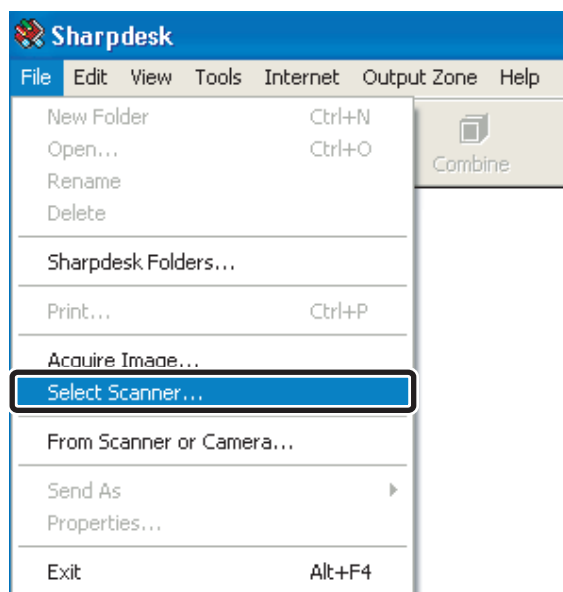 Sharpdesk
File Edit View Tools Internet Output Zone Help
New Folder Ctrl+N
Open... Ctrl+O
Combine
Rename
Delete
Sharpdesk Folders...
Print... Ctrl+P
Acquire Image...
Select Scanner...
From Scanner or Camera...
Send As
Properties...
Exit Alt+F4